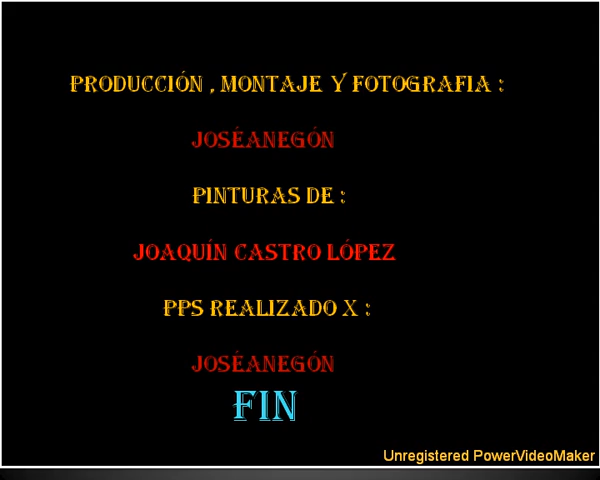 PRODUCCIÓN , MONTAJE Y FOTOGRAFIA :
JOSÉANEGÓN
PINTURAS DE :
JOAQUÍN CASTRO LÓPEZ
PPS REALIZADO X :
JOSÉANEGÓN
FIN
Unregistered PowerVideoMaker